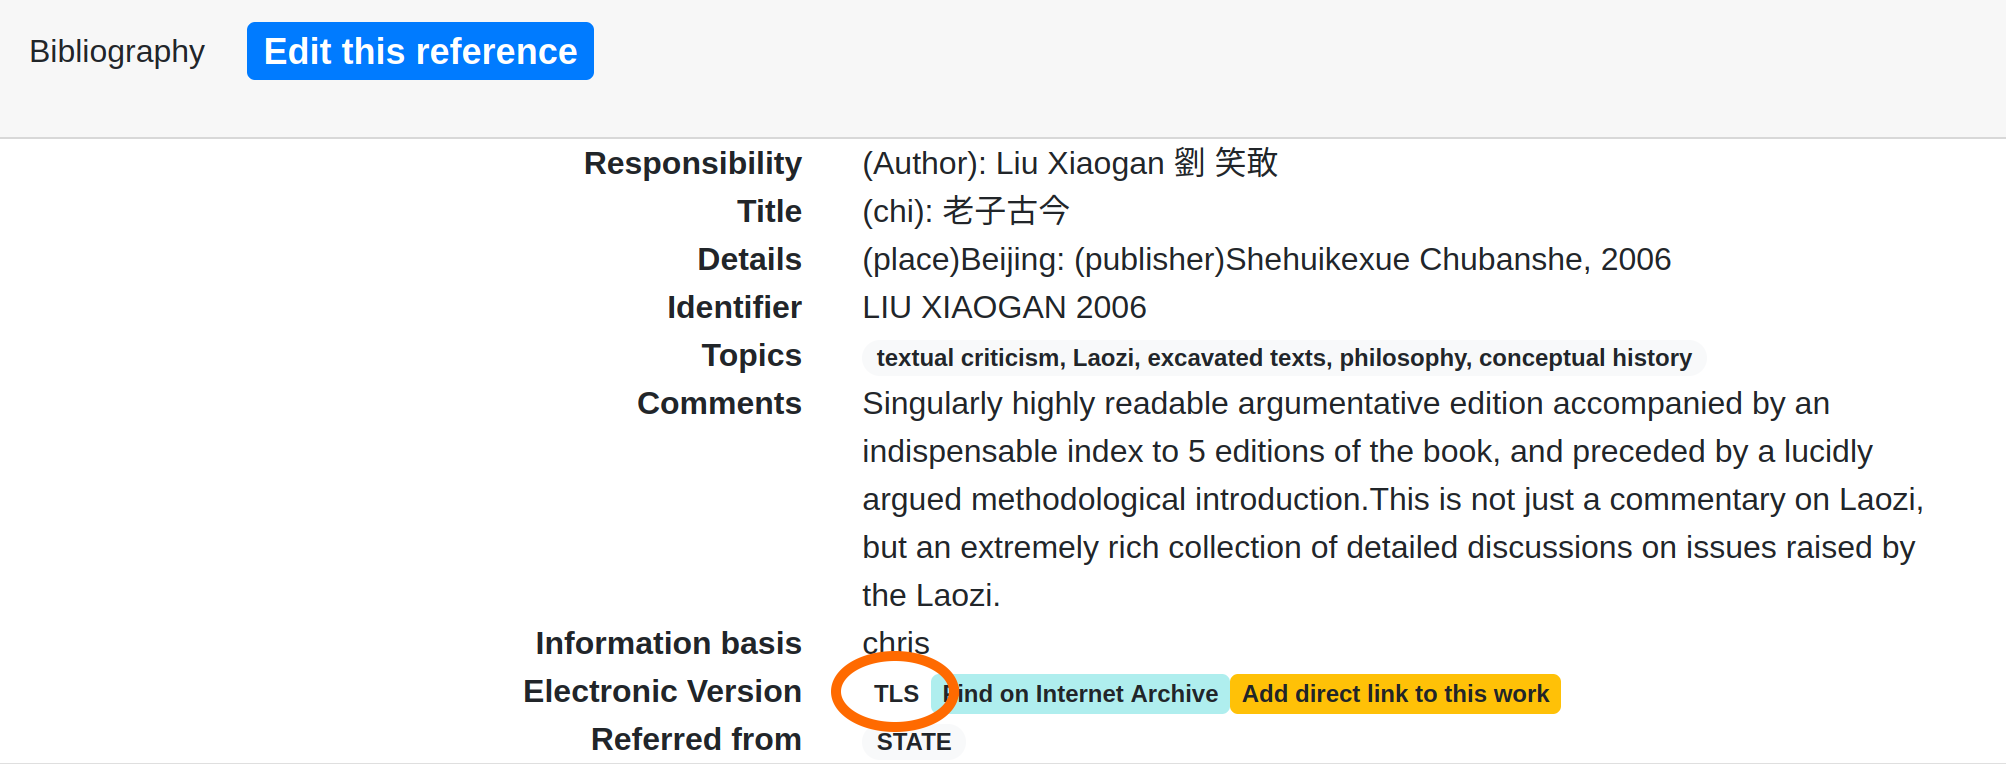 Bibliography Edit this reference
Responsibility (Author): Liu Xiaogan 劉 笑敢
Title (chi): 老子古今
Details (place)Beijing: (publisher)Shehuikexue Chubanshe, 2006
Identifier LIU XIAOGAN 2006
Topics textual criticism, Laozi, excavated texts, philosophy, conceptual history
Comments Singularly highly readable argumentative edition accompanied by an
indispensable index to 5 editions of the book, and preceded by a lucidly
argued methodological introduction.This is not just a commentary on Laozi,
but an extremely rich collection of detailed discussions on issues raised by
the Laozi.
Information basis chris
Electronic Version TLS Find on Internet Archive Add direct link to this work
Referred from STATE